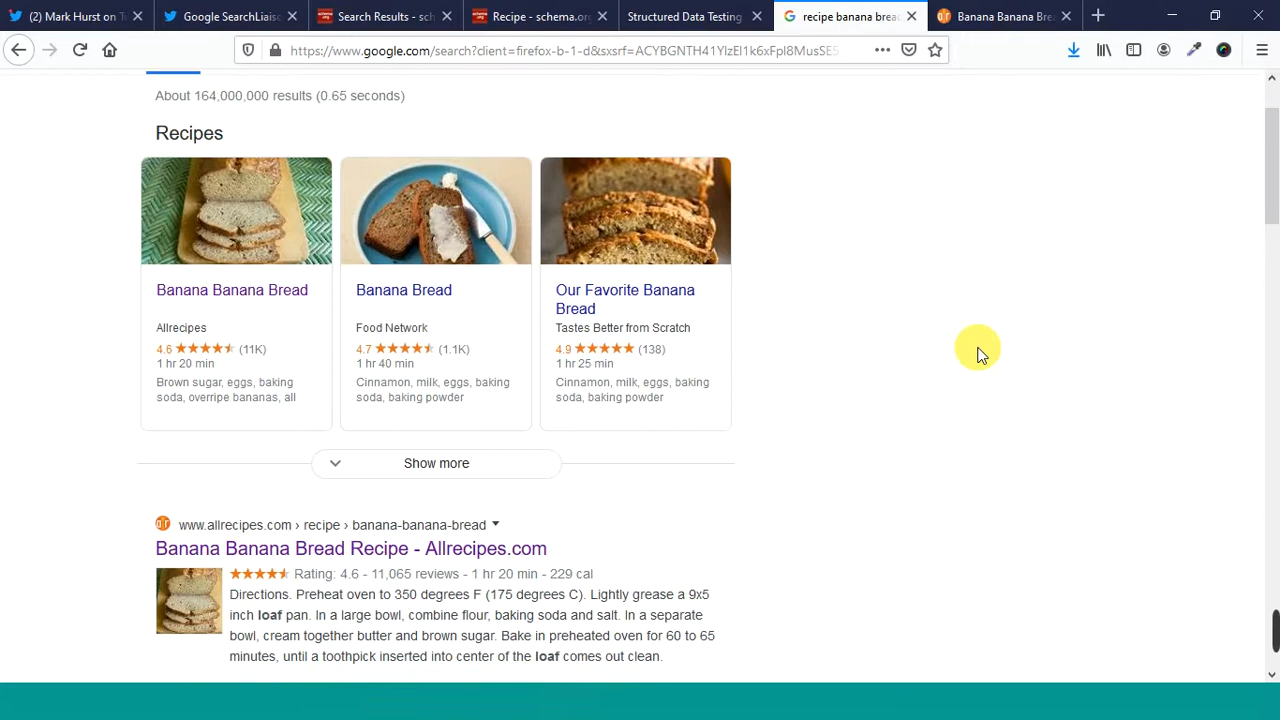 (2) Mark Hurst on T
Google SearchLiaiso
Search Results - sch
Recipe - schema.org
Structured Data Testing
recipe banana bread
Banana Banana Bre
https://www.google.com/search?client=firefox-b-1-d&sxsrf=
About 164,000,000 results (0.65 seconds)
Recipes
Banana Banana Bread
Allrecipes
4.6 (11K)
1 hr 20 min
Brown sugar, eggs, baking
soda, overripe bananas, all
Banana Bread
Food Network
4.7 (1.1K)
1 hr 40 min
Cinnamon, milk, eggs, baking
soda, baking powder
Our Favorite Banana
Bread
Tastes Better from Scratch
4.9 (138)
1 hr 25 min
Cinnamon, milk, eggs, baking
soda, baking powder
Show more
www.allrecipes.com › recipe › banana-banana-bread
Banana Banana Bread Recipe - Allrecipes.com
Rating: 4.6 - 11,065 reviews - 1 hr 20 min - 229 cal
Directions. Preheat oven to 350 degrees F (175 degrees C). Lightly grease a 9x5
inch loaf pan. In a large bowl, combine flour, baking soda and salt. In a separate
bowl, cream together butter and brown sugar. Bake in preheated oven for 60 to 65
minutes, until a toothpick inserted into center of the loaf comes out clean.